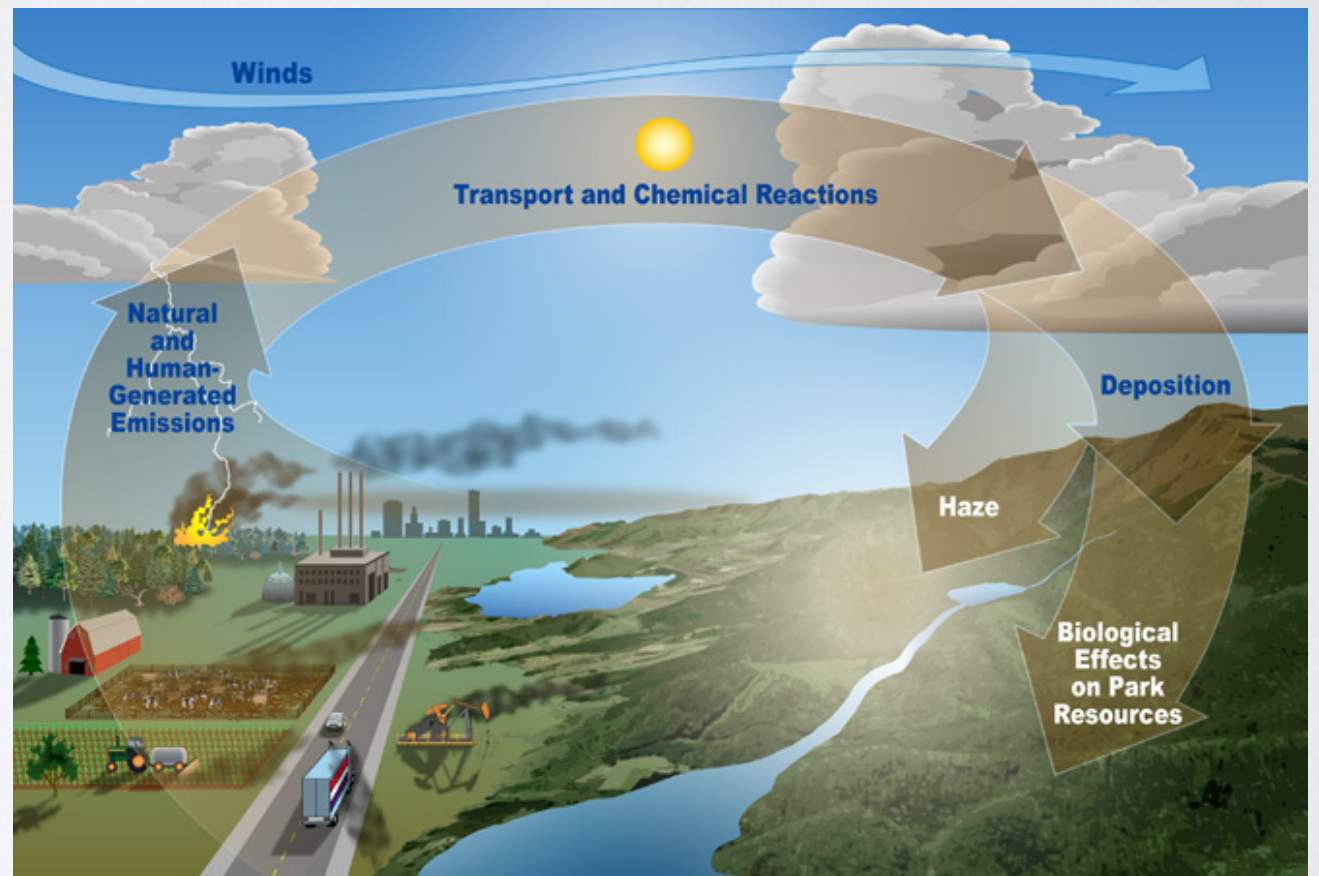 Winds
Transport and Chemical Reactions
Natural
and
Human-
Generated
Emissions
Deposition
Haze
Biological
Effects
on Park
Resources